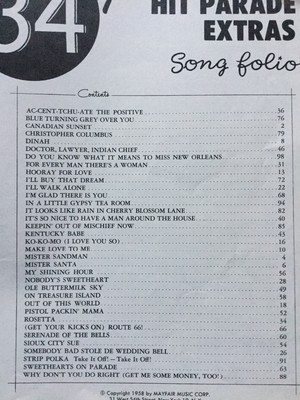 34
HIT PARADE
EXTRAS
Song folio
Contents
AC-CENT-TCHU-ATE THE POSITIVE 36
BLUE TURNING GREY OVER YOU 76
CANADIAN SUNSET 2
CHRISTOPHER COLUMBUS 79
DINAH 8
DOCTOR, LAWYER, INDIAN CHIEF 46
DO YOU KNOW WHAT IT MEANS TO MISS NEW ORLEANS 98
FOR EVERY MAN THERE'S A WOMAN 31
HOORAY FOR LOVE 13
I'LL BUY THAT DREAM 72
I'LL WALK ALONE 22
I'M GLAD THERE IS YOU 68
IN A LITTLE GYPSY TEA ROOM 94
IT LOOKS LIKE RAIN IN CHERRY BLOSSOM LANE 82
IT'S SO NICE TO HAVE A MAN AROUND THE HOUSE 40
KEEPIN' OUT OF MISCHIEF NOW 85
KENTUCKY BABE 43
KO-KO-MO (I LOVE YOU SO) 16
MAKE LOVE TO ME 10
MISTER SANDMAN 4
MISTER SANTA 6
MY SHINING HOUR 56
NOBODY'S SWEETHEART 28
OLE BUTTERMILK SKY 49
ON TREASURE ISLAND 58
OUT OF THIS WORLD 18
PISTOL PACKIN' MAMA 52
ROSETTA 34
(GET YOUR KICKS ON) ROUTE 66! 66
SERENADE OF THE BELLS 60
SIOUX CITY SUE 54
SOMEBODY BAD STOLE DE WEDDING BELL 26
STRIP POLKA Take It Off! — Take It Off! 91
SWEETHEARTS ON PARADE 63
WHY DON'T YOU DO RIGHT (GET ME SOME MONEY, TOO!) 88
© Copyright 1958 by MAYFAIR MUSIC CORP.